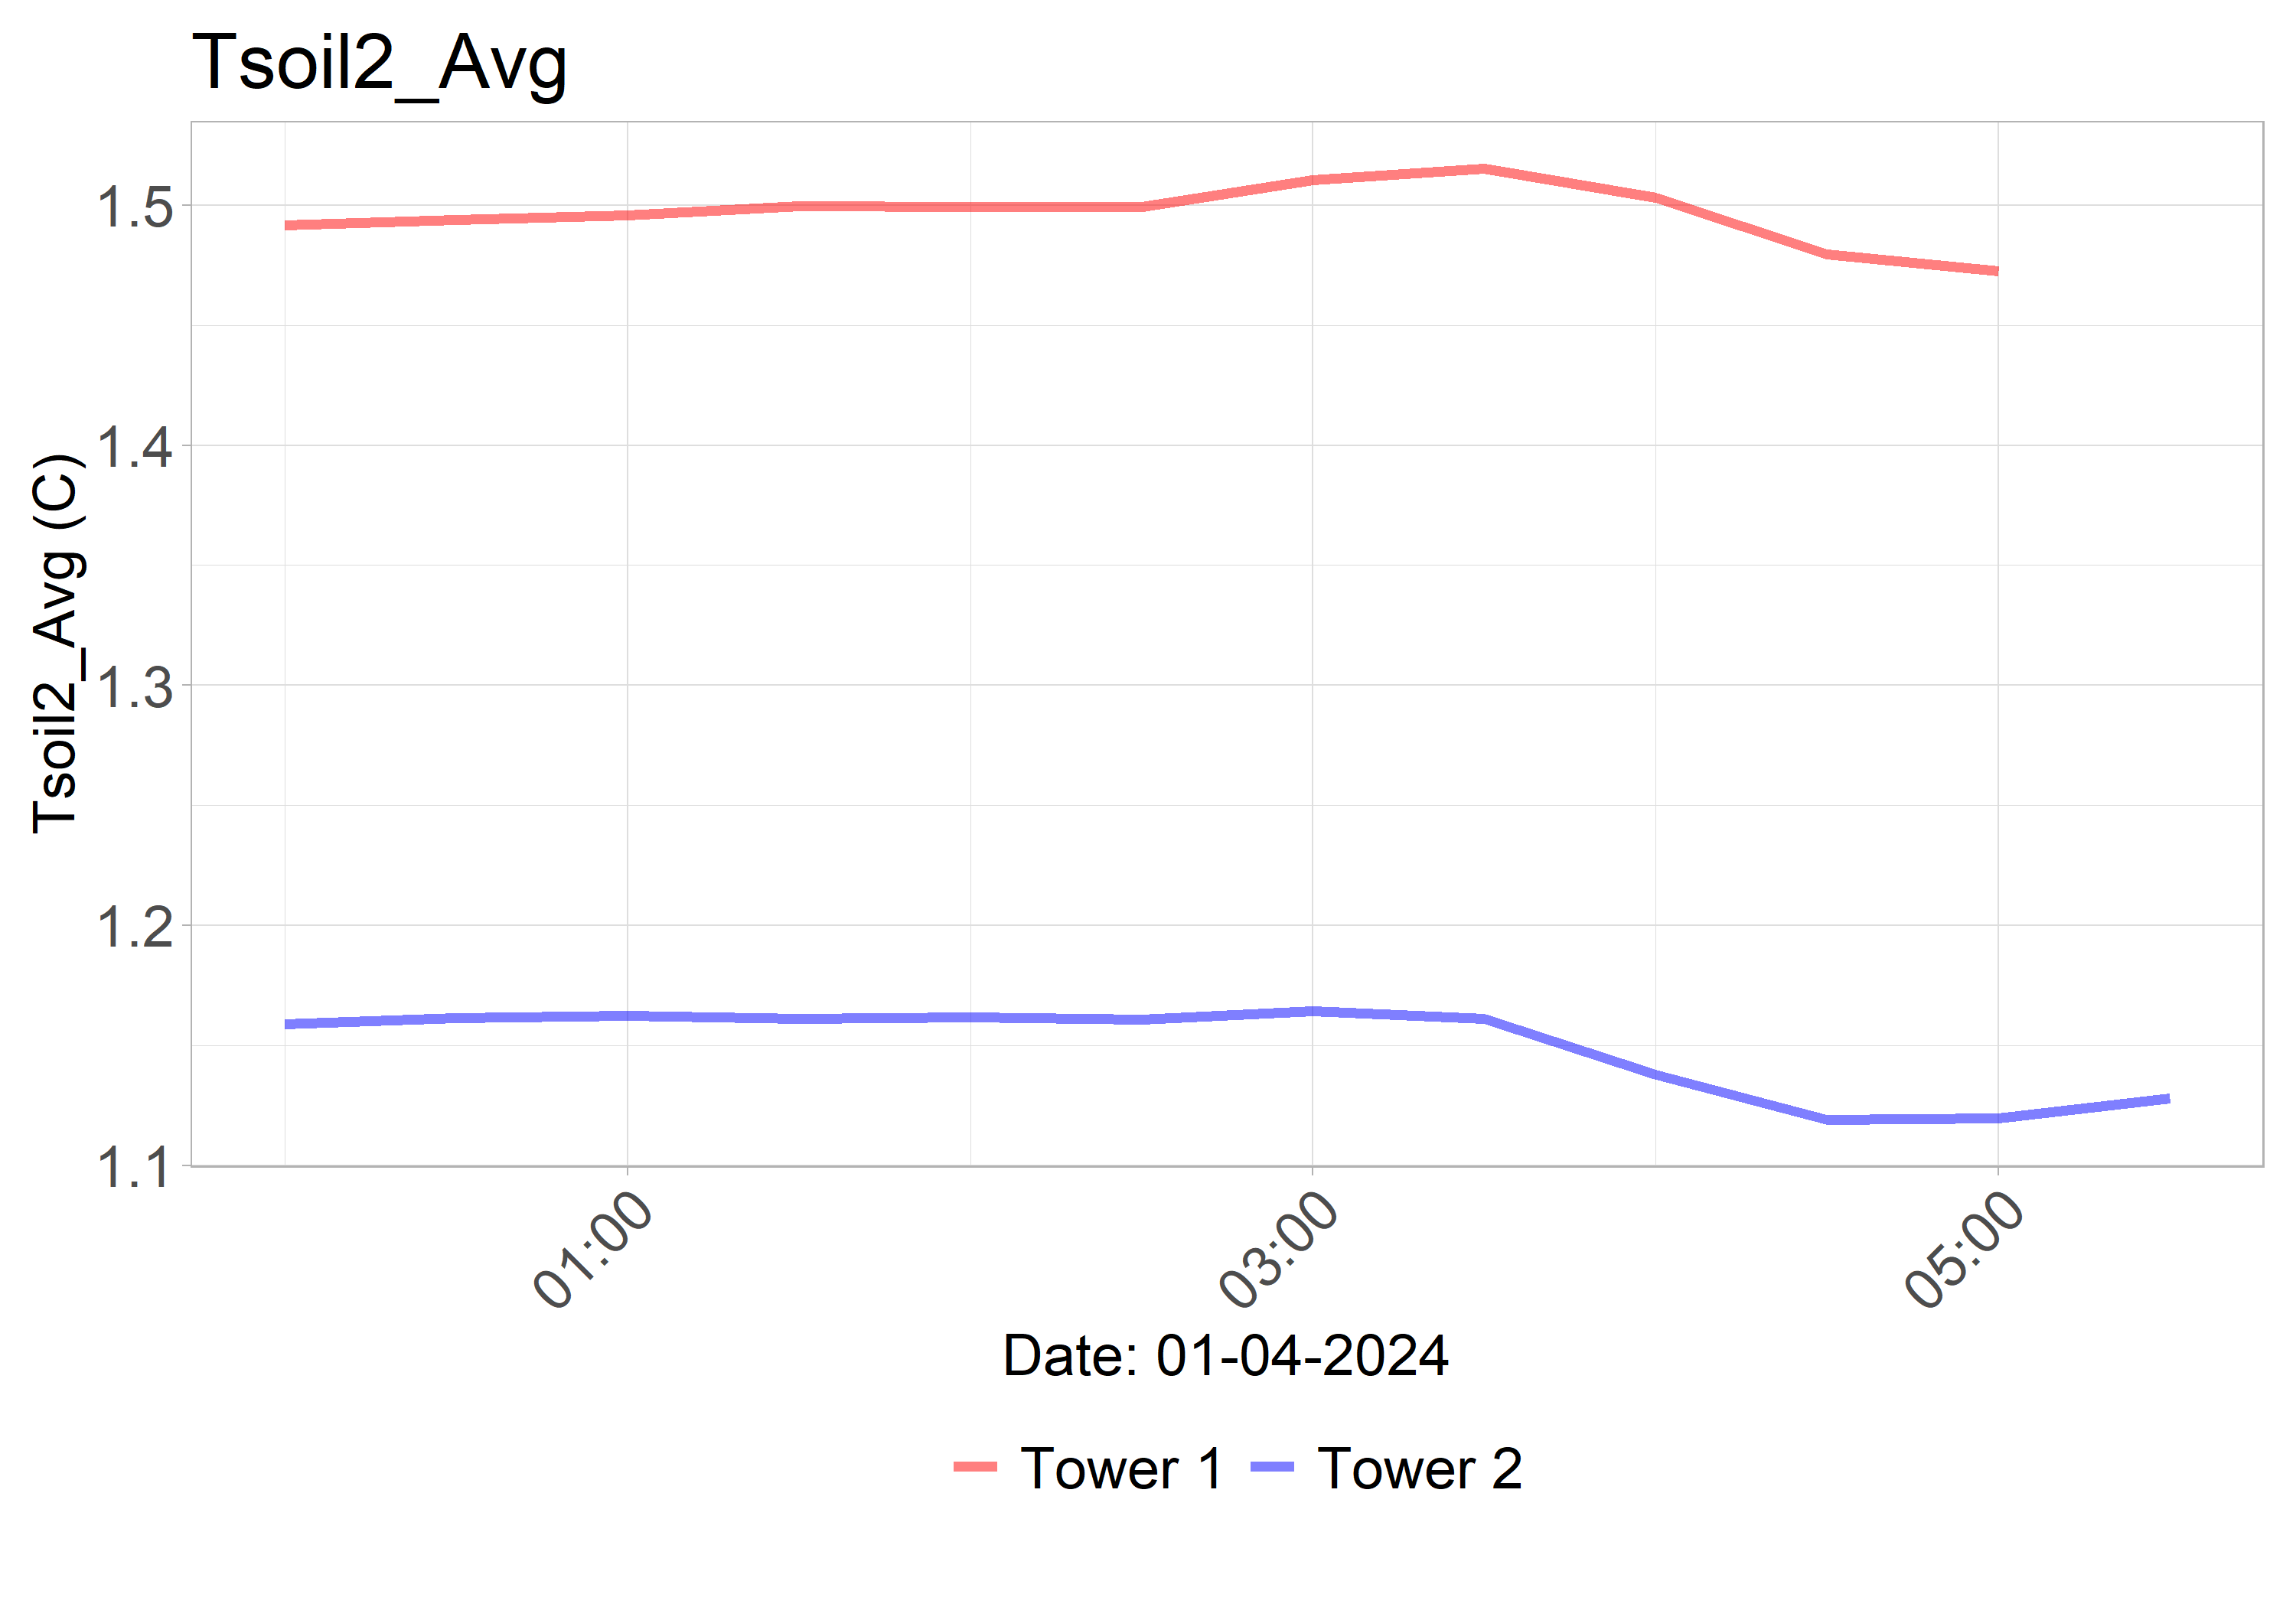 Tsoil2_Avg
Tsoil2_Avg (C)
1.5
1.4
1.3
1.2
1.1
01:00
03:00
05:00
Date: 01-04-2024
Tower 1
Tower 2